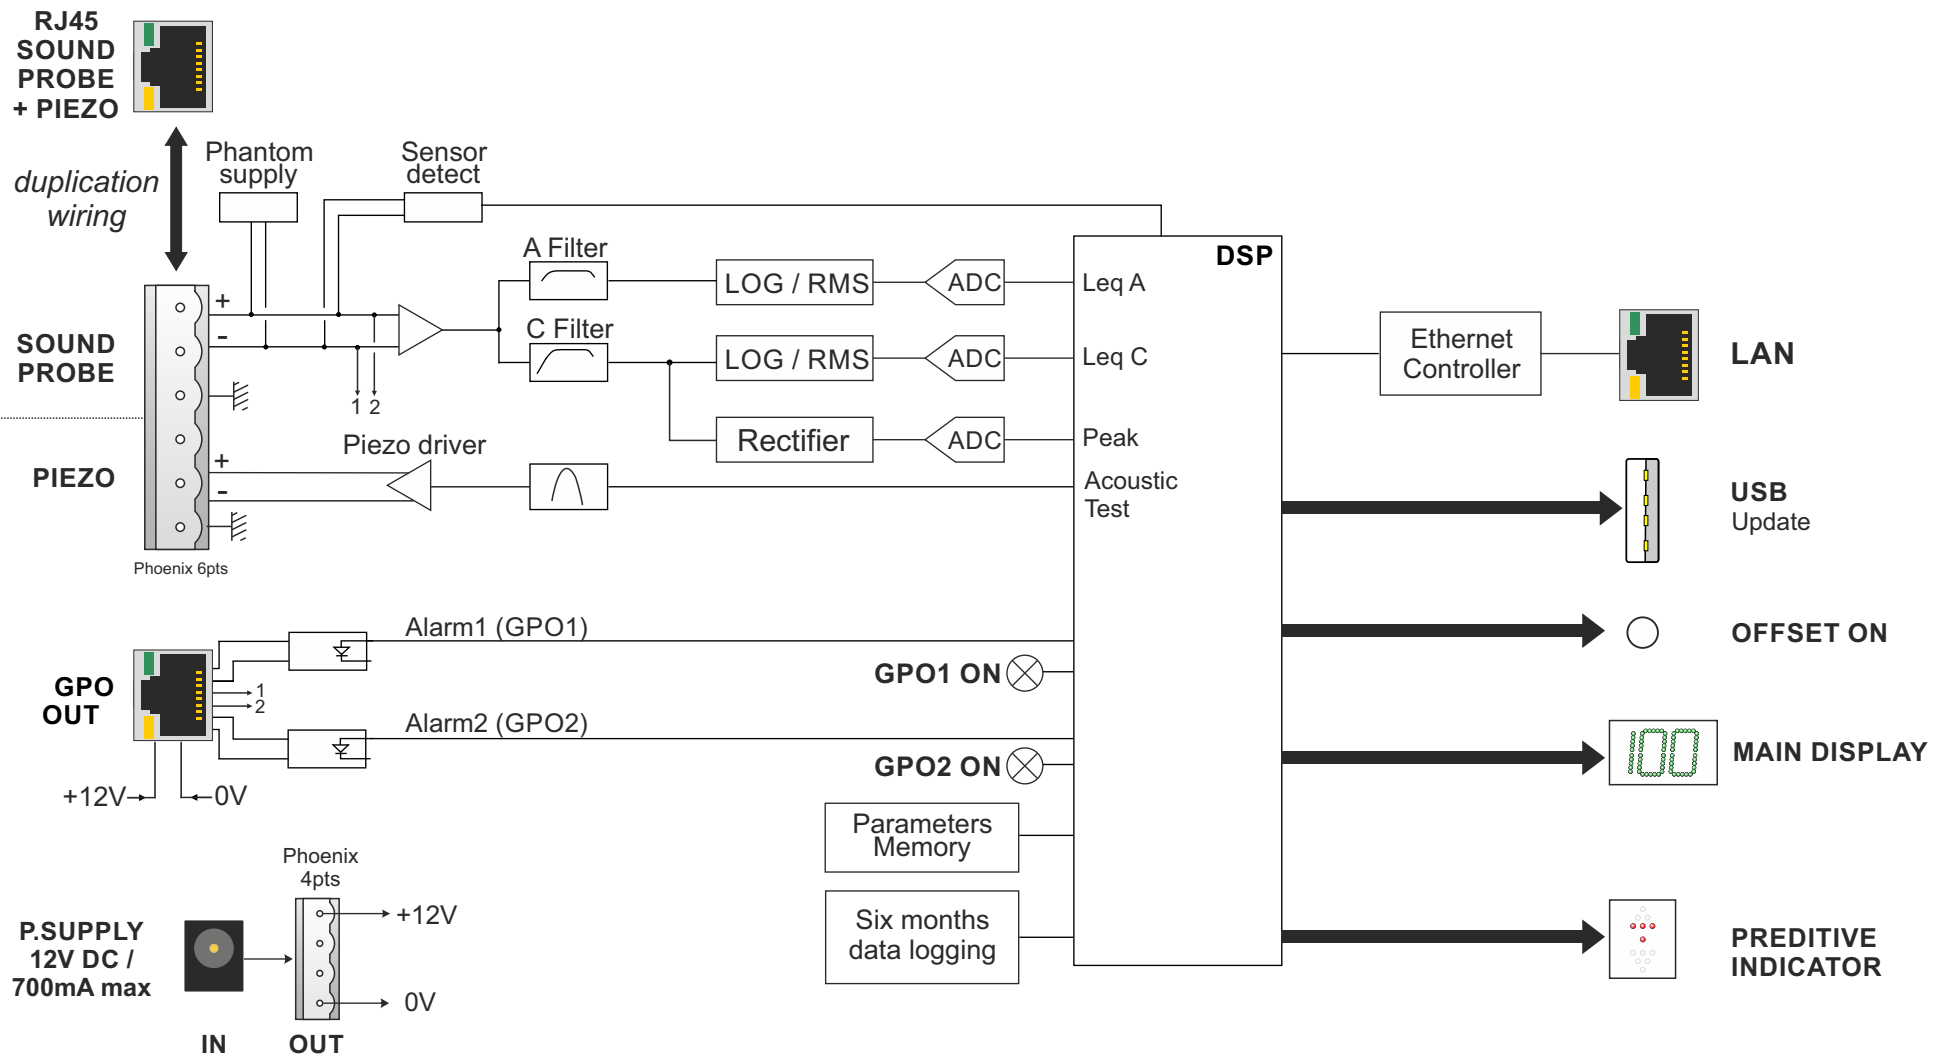 RJ45
SOUND
PROBE
+ PIEZO
duplication
wiring
Phantom
supply
Sensor
detect
A Filter
LOG / RMS
ADC
Leq A
DSP
+
-
SOUND
PROBE
C Filter
LOG / RMS
ADC
Leq C
Ethernet
Controller
LAN
1 2
Piezo driver
Rectifier
ADC
Peak
PIEZO
+
-
Acoustic
Test
USB
Update
Phoenix 6pts
Alarm1 (GPO1)
GPO1 ON
OFFSET ON
GPO
OUT
1
2
Alarm2 (GPO2)
GPO2 ON
100
MAIN DISPLAY
+12V
0V
Parameters
Memory
Phoenix
4pts
+12V
P.SUPPLY
12V DC /
700mA max
0V
IN
OUT
Six months
data logging
PREDITIVE
INDICATOR